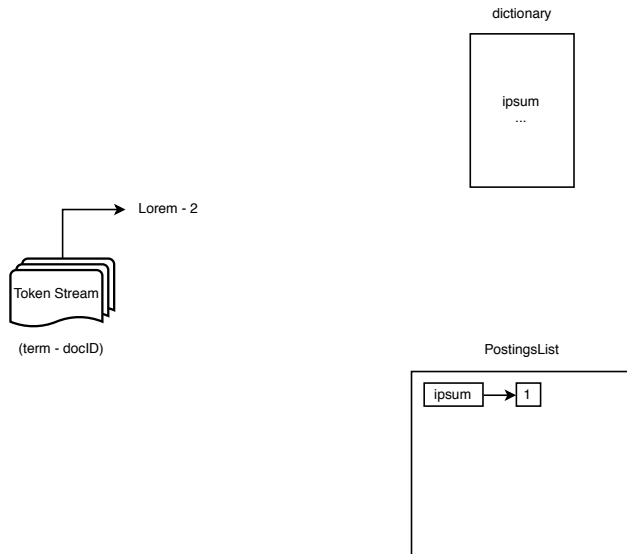 dictionary
ipsum
...
Lorem - 2
Token Stream
(term - docID)
PostingsList
ipsum
1